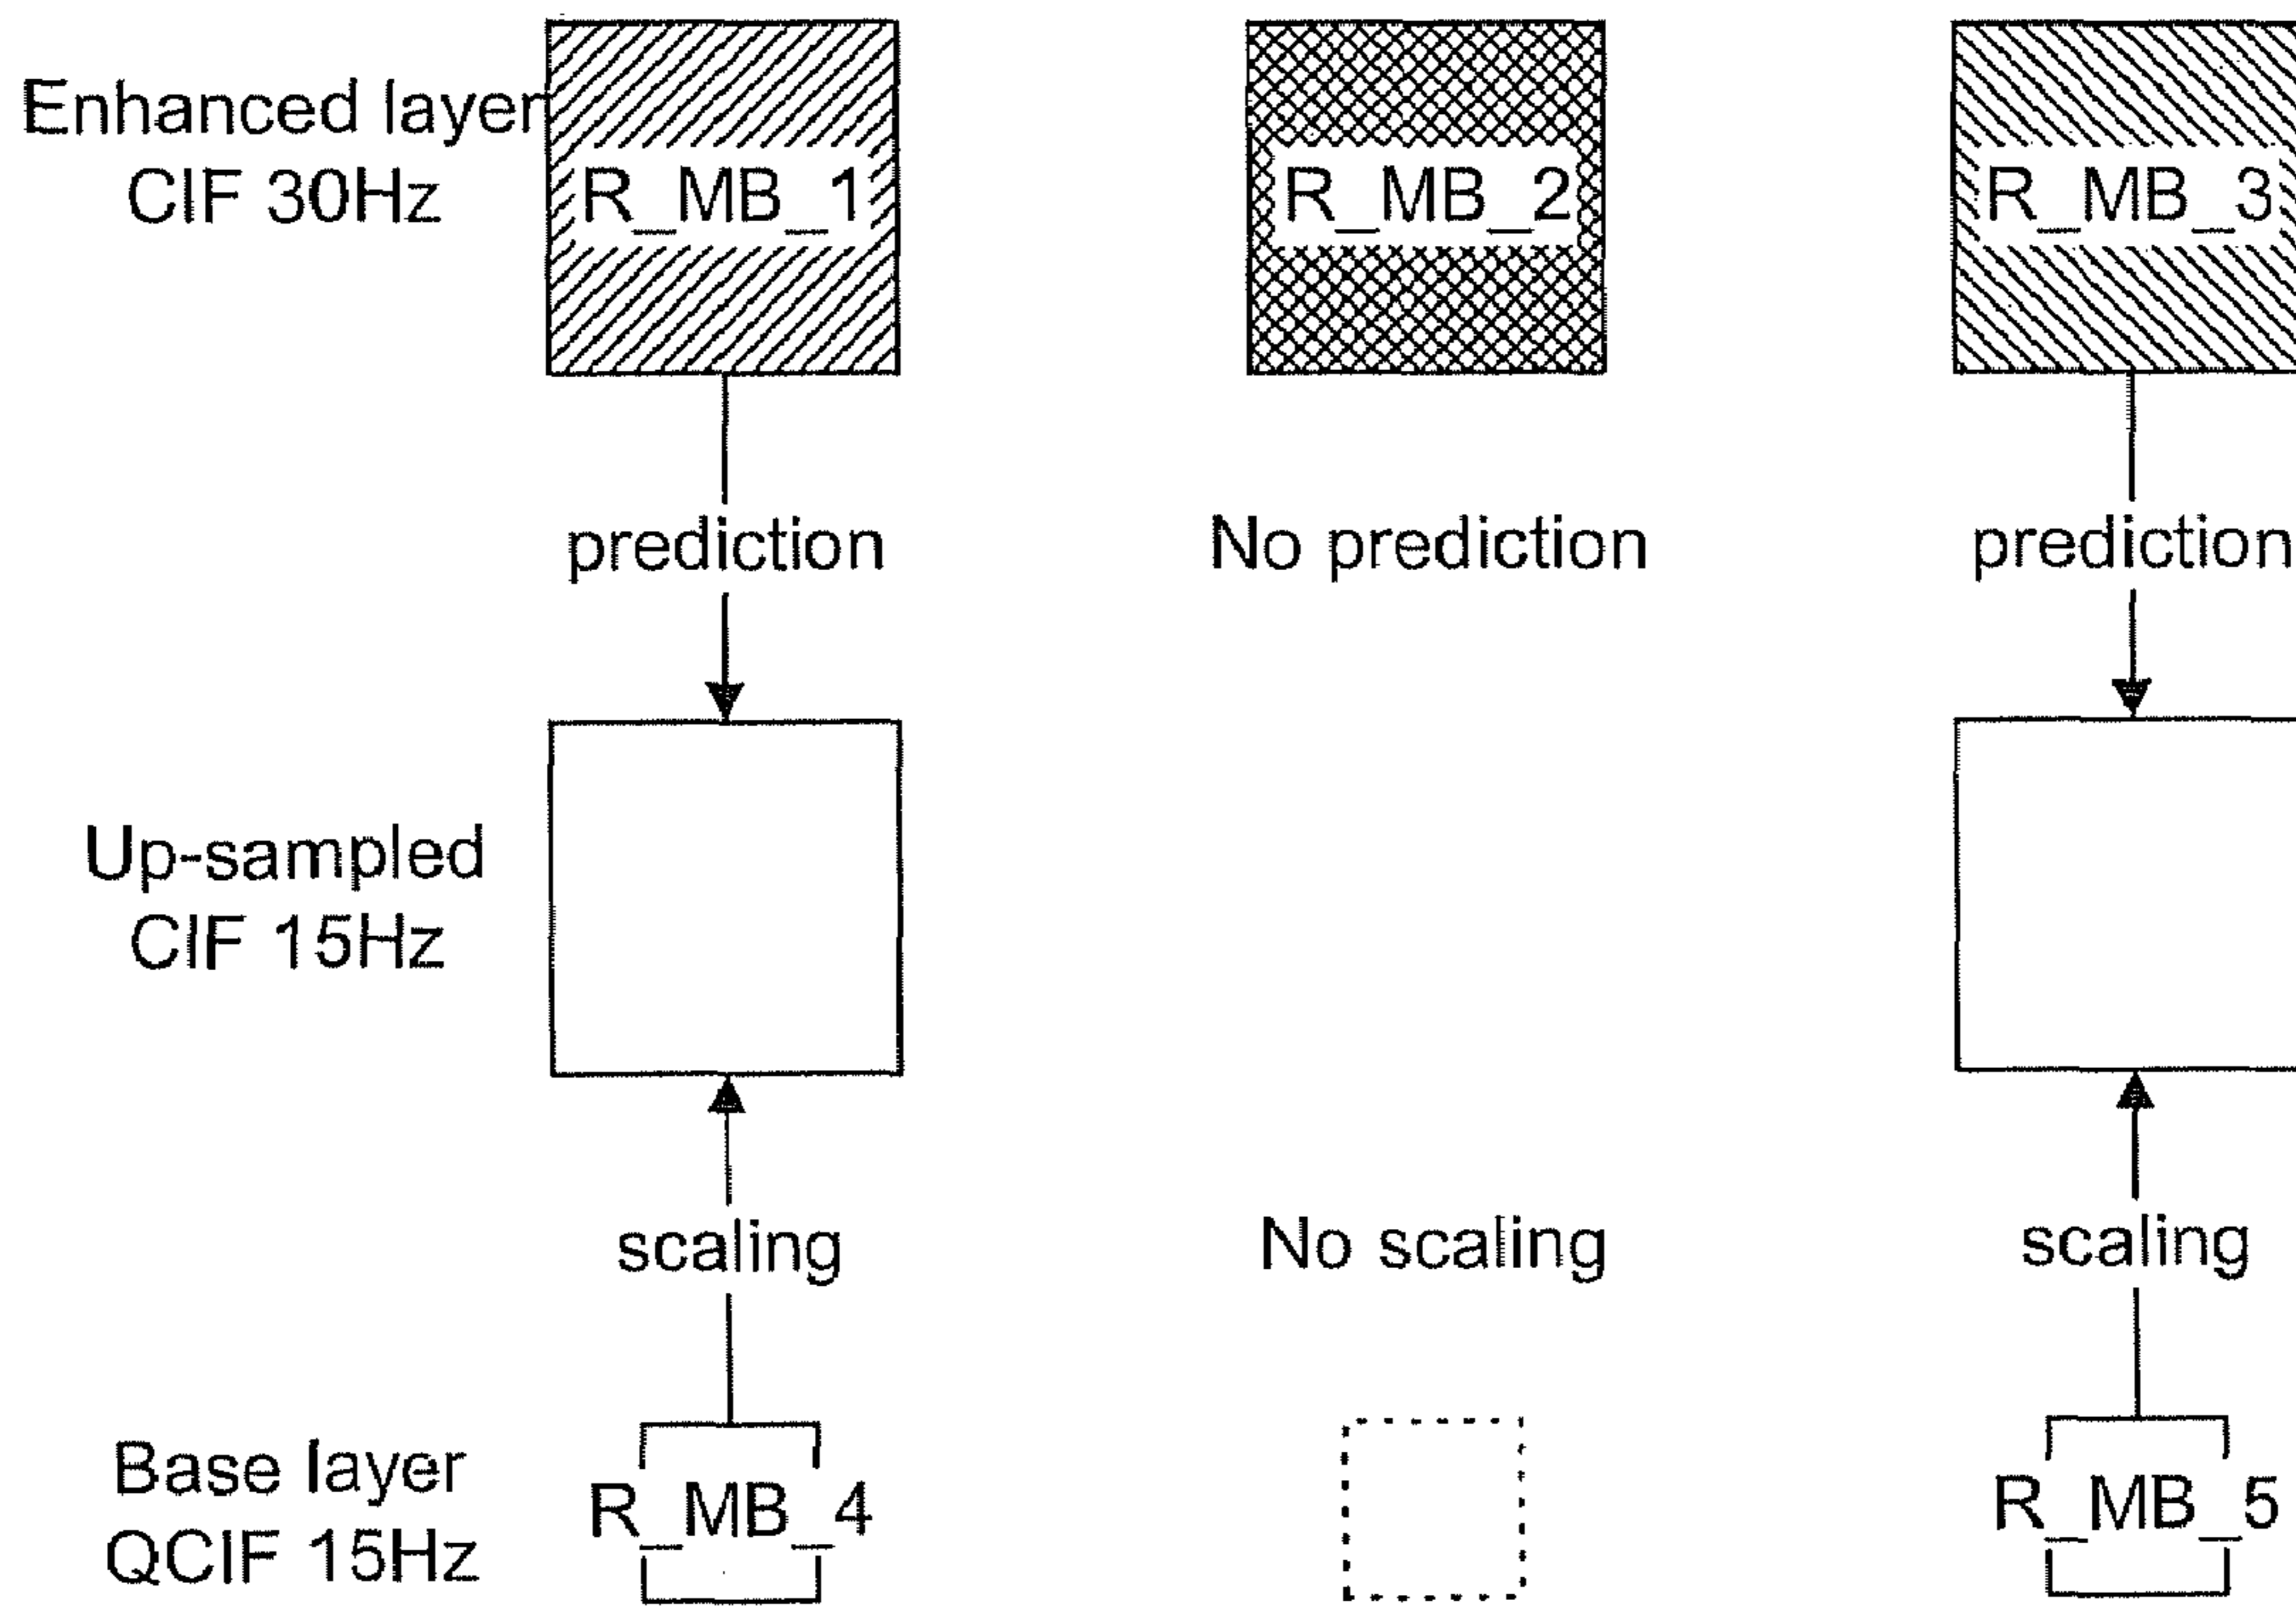 Enhanced layer
CIF 30Hz
R_MB_1
R_MB_2
R_MB_3
prediction
No prediction
prediction
Up-sampled
CIF 15Hz
scaling
No scaling
scaling
Base layer
QCIF 15Hz
R_MB_4
R_MB_5